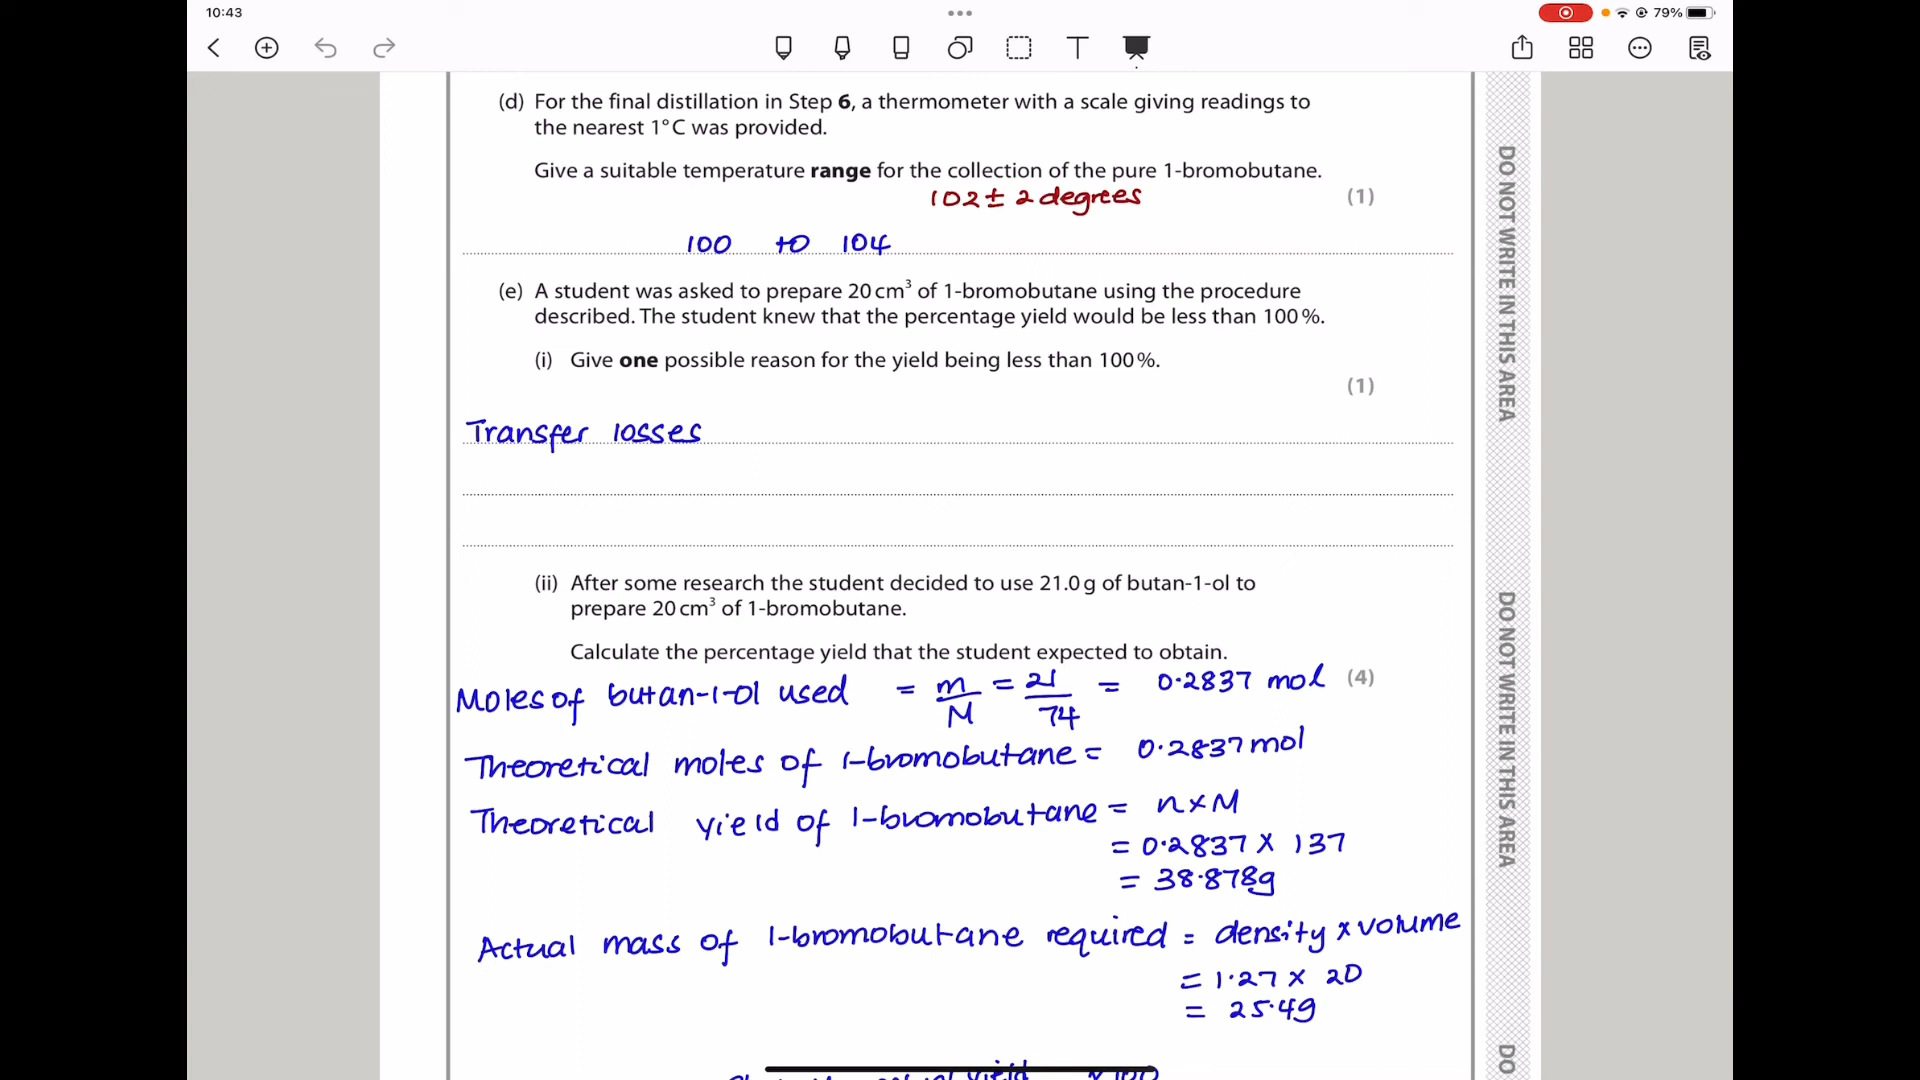 10:43
79%
(d) For the final distillation in Step 6, a thermometer with a scale giving readings to
the nearest 1°C was provided.
Give a suitable temperature range for the collection of the pure 1-bromobutane.
102 ± 2 degrees
(1)
100 to 104
(e) A student was asked to prepare 20 cm³ of 1-bromobutane using the procedure
described. The student knew that the percentage yield would be less than 100%.
(i) Give one possible reason for the yield being less than 100%.
(1)
Transfer losses
(ii) After some research the student decided to use 21.0 g of butan-1-ol to
prepare 20 cm³ of 1-bromobutane.
Calculate the percentage yield that the student expected to obtain.
(4)
Moles of butan-1-ol used = m/M = 21/74 = 0.2837 mol
Theoretical moles of 1-bromobutane = 0.2837 mol
Theoretical yield of 1-bromobutane = n × M
= 0.2837 × 137
= 38.878g
Actual mass of 1-bromobutane required = density × volume
= 1.27 × 20
= 25.4g
yield × 100
DO NOT WRITE IN THIS AREA
DO NOT WRITE IN THIS AREA
DO